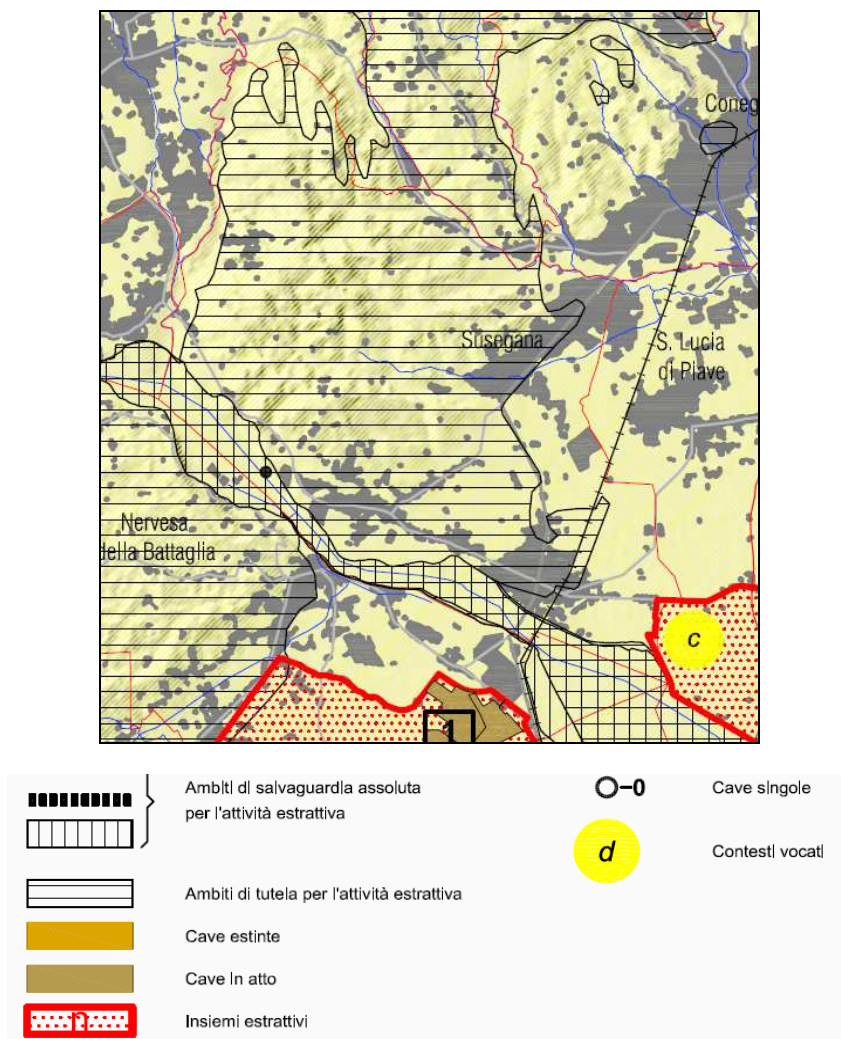 Coneg
Susegana
S. Lucia
di Piave
Nervesa
della Battaglia
c
1
Ambiti di salvaguardia assoluta
per l'attività estrattiva
Ambiti di tutela per l'attività estrattiva
Cave estinte
Cave in atto
n
Insiemi estrattivi
0
Cave singole
d
Contesti vocati